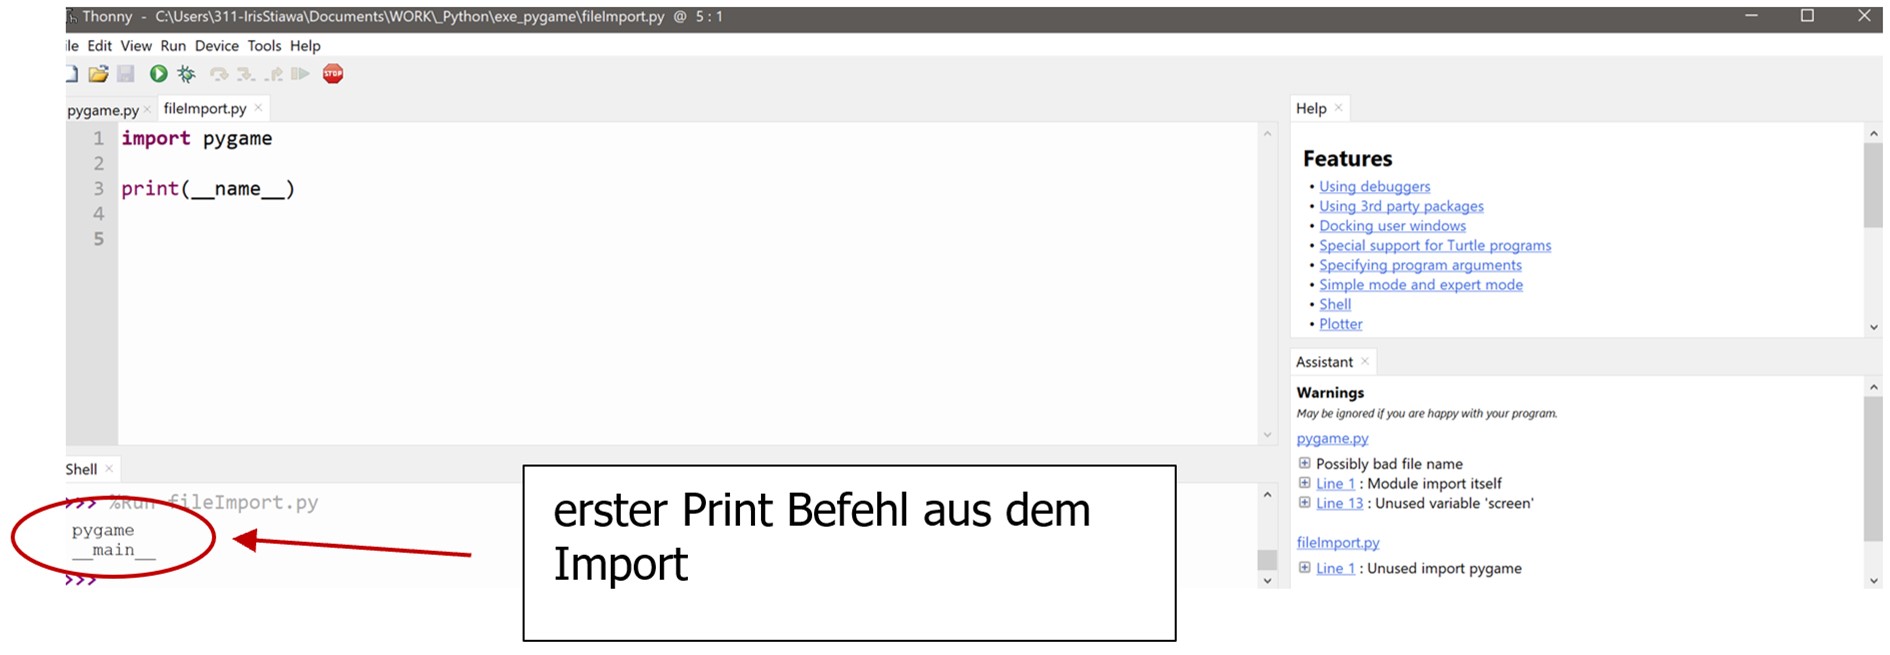 Thonny - C:\Users\311-IrisStiawa\Documents\WORK\_Python\exe_pygame\fileImport.py @ 5 : 1
ile Edit View Run Device Tools Help
STOP
pygame.py × fileImport.py ×
1 import pygame
2
3 print(__name__)
4
5
Shell ×
>>> %Run fileImport.py
pygame
__main__
>>>
erster Print Befehl aus dem
Import
Help ×
Features
• Using debuggers
• Using 3rd party packages
• Docking user windows
• Special support for Turtle programs
• Specifying program arguments
• Simple mode and expert mode
• Shell
• Plotter
Assistant ×
Warnings
May be ignored if you are happy with your program.
pygame.py
Possibly bad file name
Line 1 : Module import itself
Line 13 : Unused variable 'screen'
fileImport.py
Line 1 : Unused import pygame